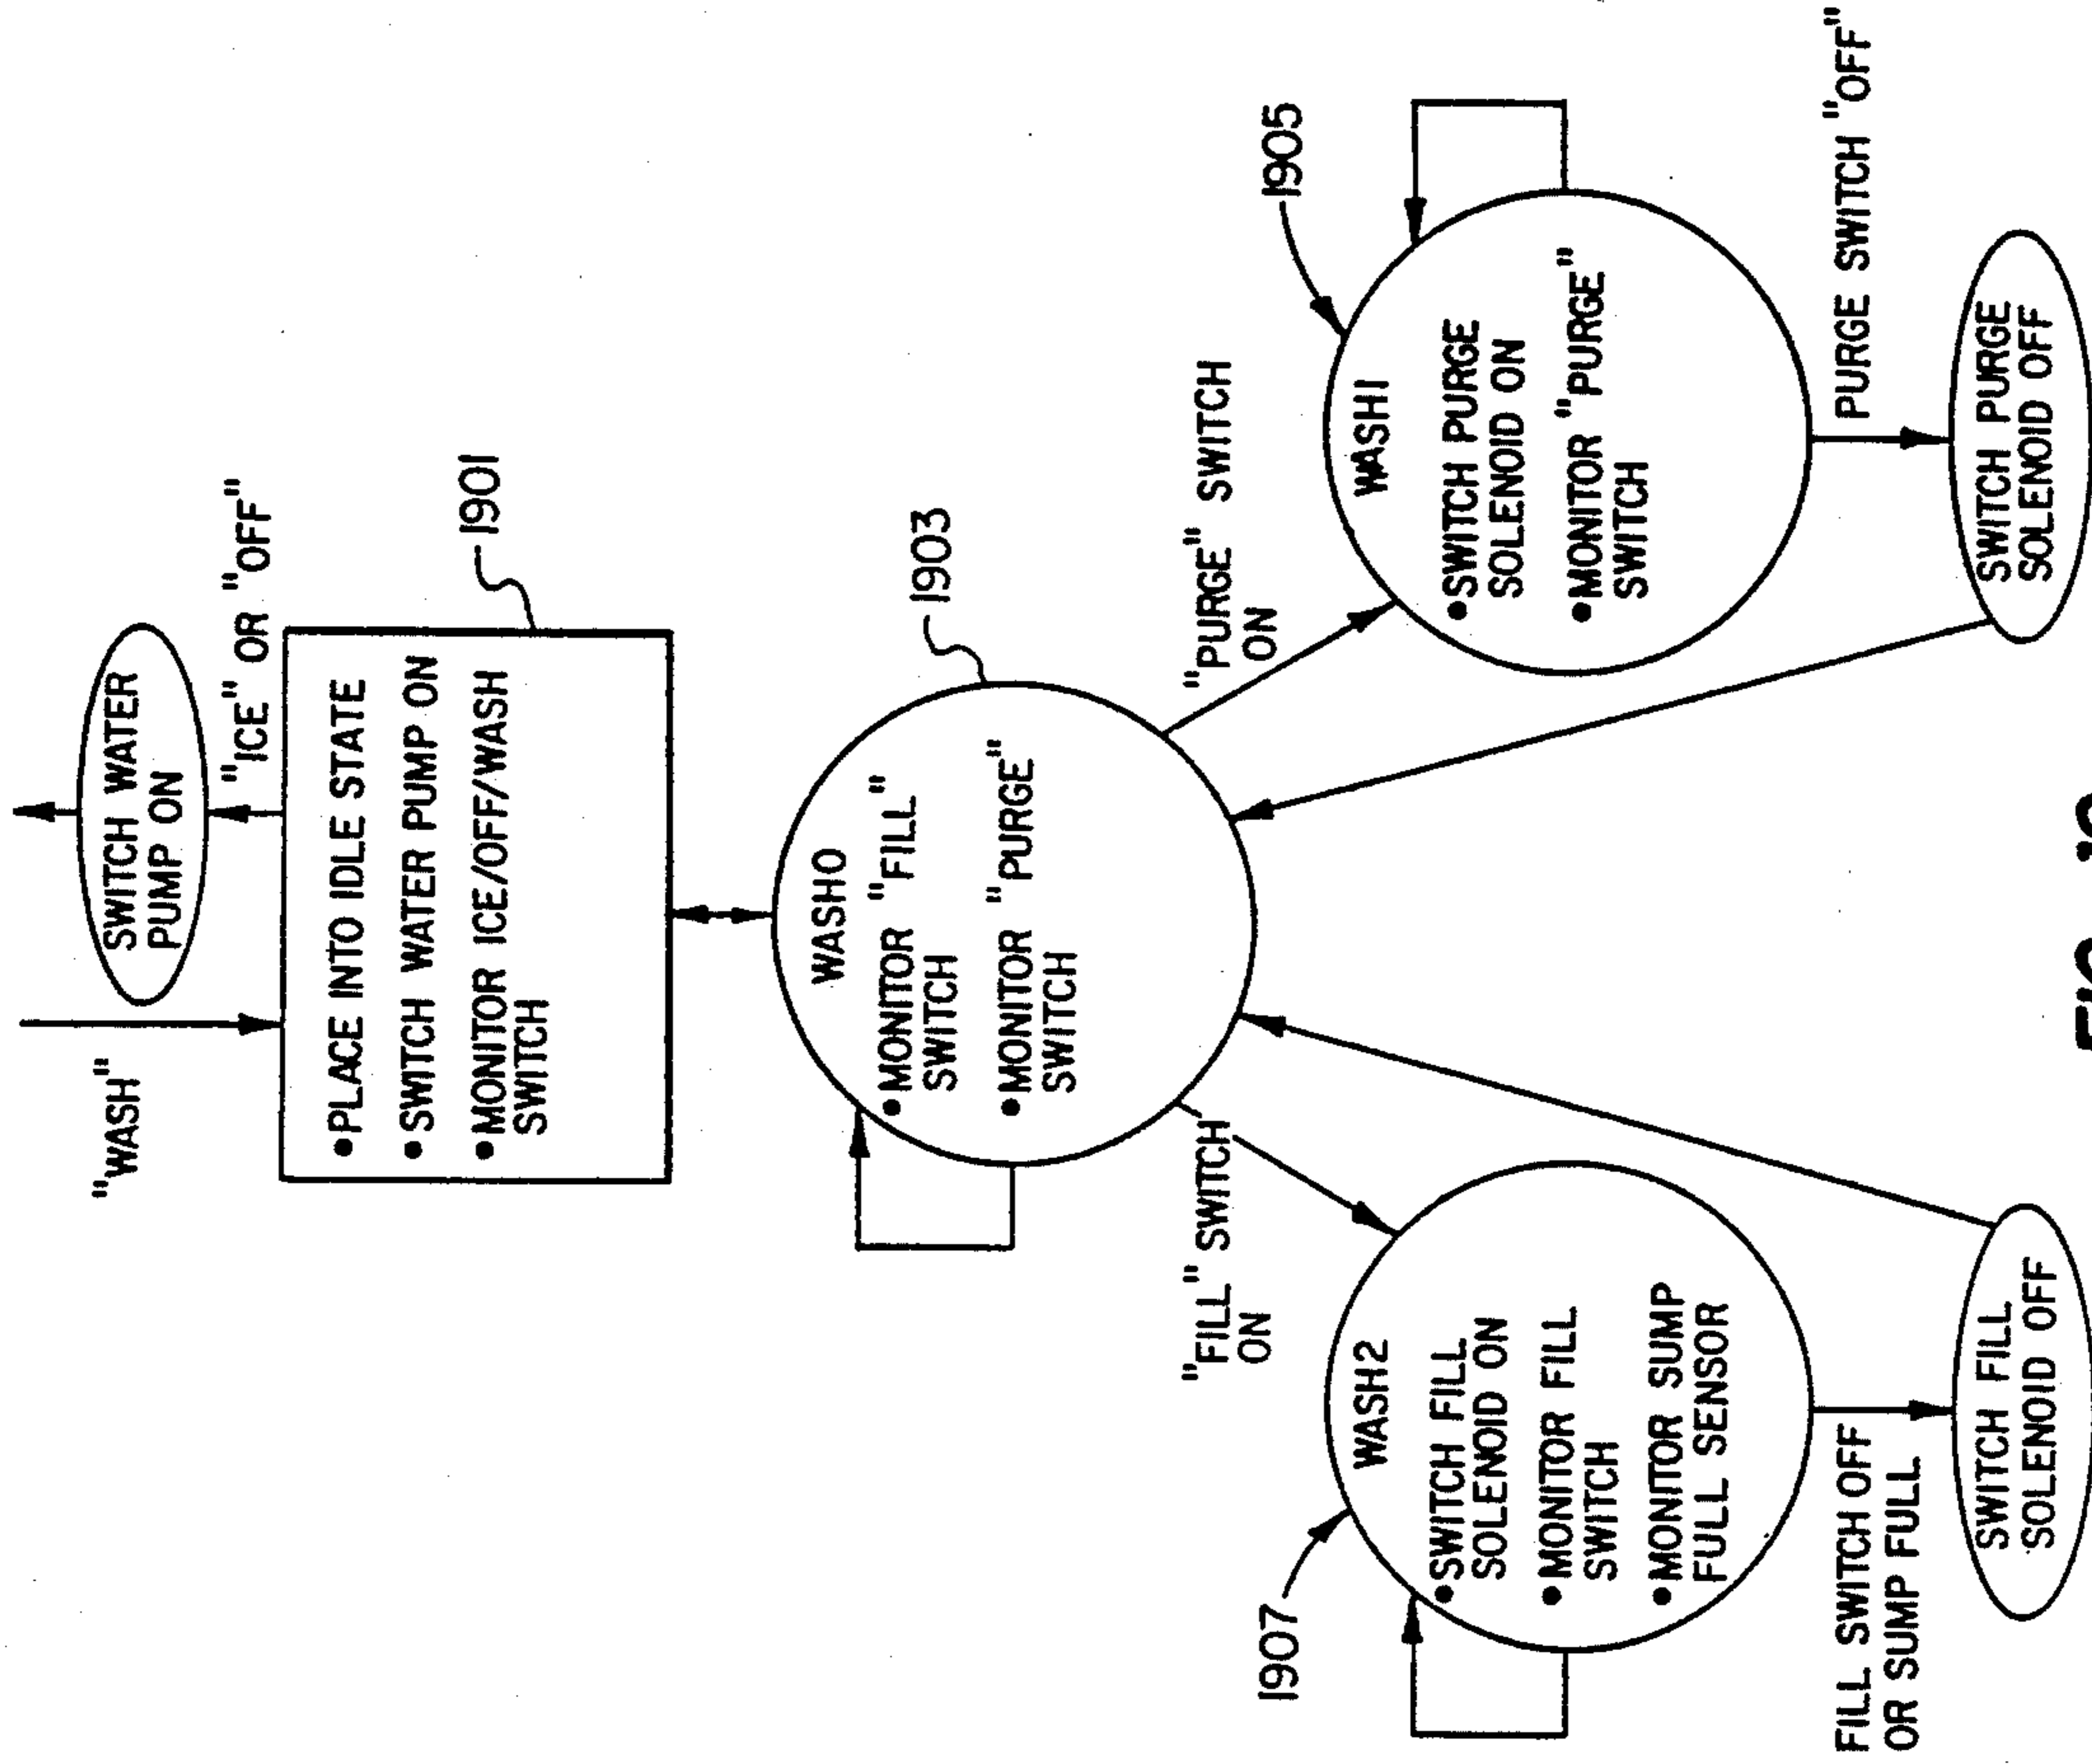 "WASH"
SWITCH WATER
PUMP ON
"ICE" OR "OFF"
•PLACE INTO IDLE STATE
•SWITCH WATER PUMP ON
•MONITOR ICE/OFF/WASH
SWITCH
1901
WASH0
•MONITOR "FILL"
SWITCH
•MONITOR "PURGE"
SWITCH
1903
"FILL" SWITCH
ON
"PURGE" SWITCH
ON
1907
WASH2
•SWITCH FILL
SOLENOID ON
•MONITOR FILL
SWITCH
•MONITOR SUMP
FULL SENSOR
1905
WASH1
•SWITCH PURGE
SOLENOID ON
•MONITOR "PURGE"
SWITCH
FILL SWITCH OFF
OR SUMP FULL
PURGE SWITCH "OFF"
SWITCH FILL
SOLENOID OFF
SWITCH PURGE
SOLENOID OFF